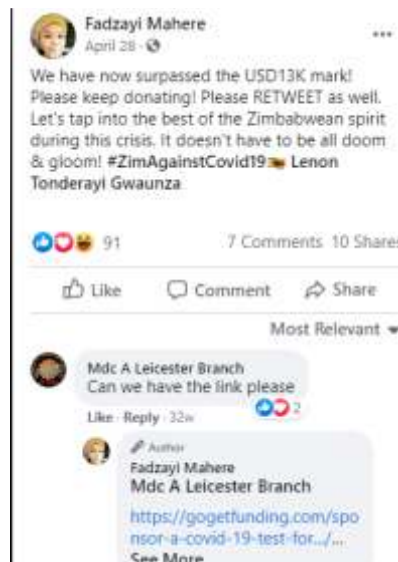 Fadzayi Mahere
April 28 ·
We have now surpassed the USD13K mark!
Please keep donating! Please RETWEET as well.
Let's tap into the best of the Zimbabwean spirit
during this crisis. It doesn't have to be all doom
& gloom! #ZimAgainstCovid19 Lenon
Tonderayi Gwaunza
91 7 Comments 10 Shares
Like Comment Share
Most Relevant
Mdc A Leicester Branch
Can we have the link please
2
Like · Reply · 32w
Author
Fadzayi Mahere
Mdc A Leicester Branch
https://gogetfunding.com/spo
nsor-a-covid-19-test-for.../...
See More